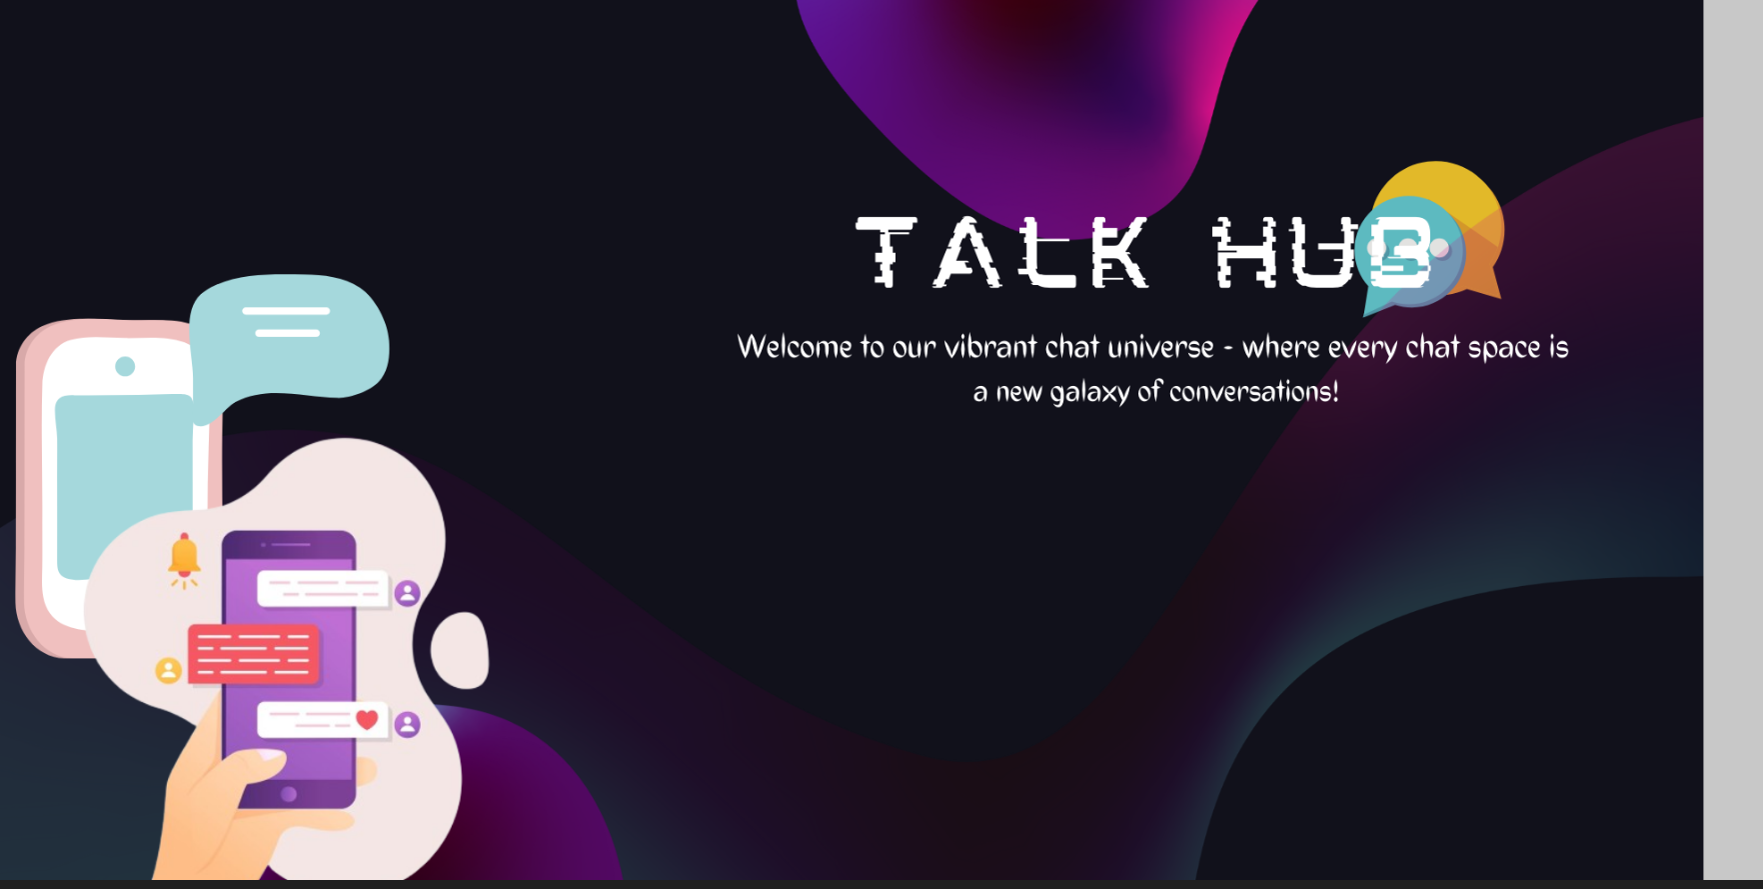 TALK HUB
Welcome to our vibrant chat universe - where every chat space is
a new galaxy of conversations!